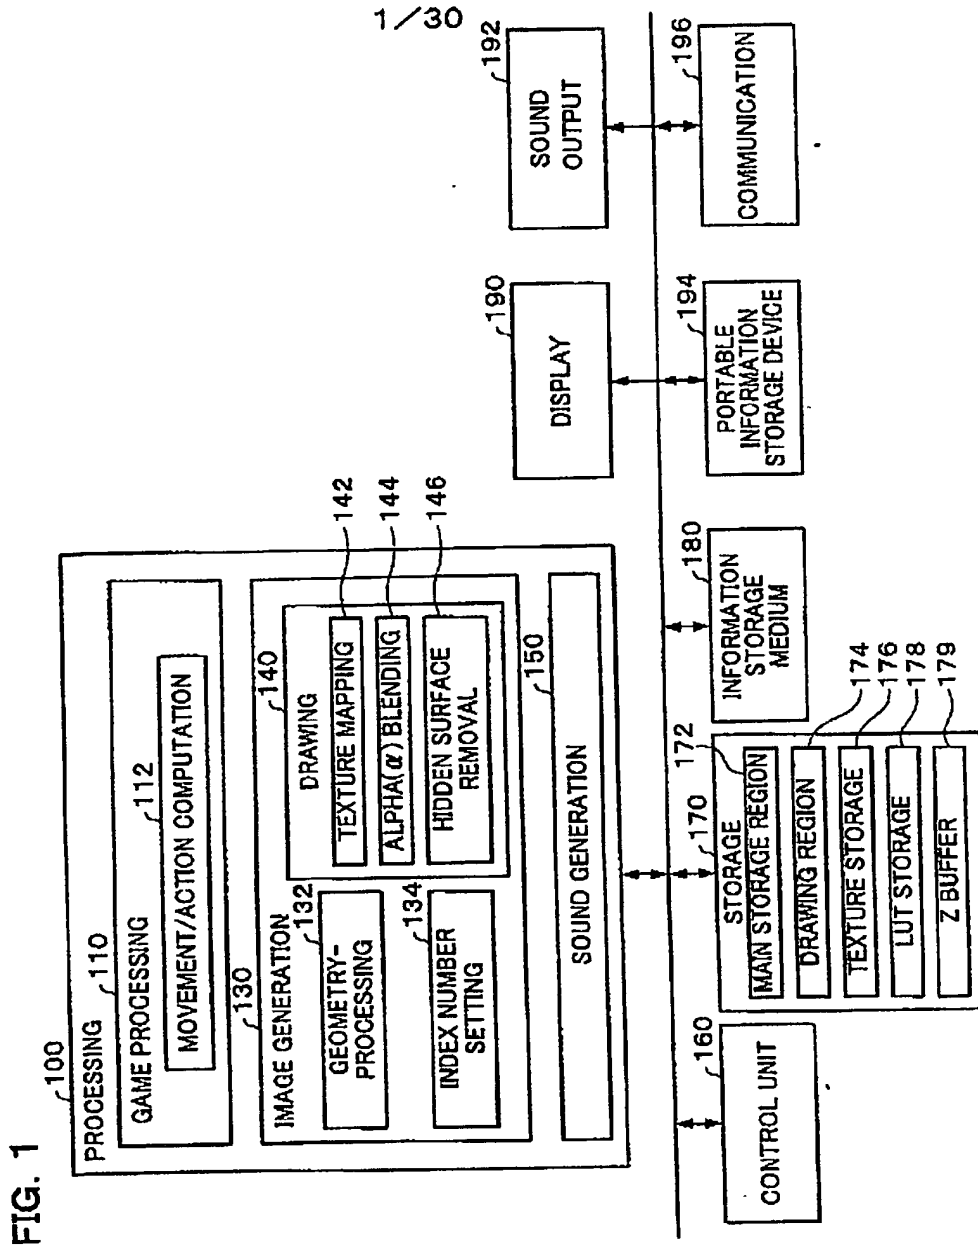 1/30
FIG. 1
100
PROCESSING
110
GAME PROCESSING
112
MOVEMENT/ACTION COMPUTATION
130
IMAGE GENERATION
132
GEOMETRY-
PROCESSING
134
INDEX NUMBER
SETTING
140
DRAWING
TEXTURE MAPPING
142
ALPHA(α) BLENDING
144
HIDDEN SURFACE
REMOVAL
146
150
SOUND GENERATION
190
DISPLAY
192
SOUND
OUTPUT
160
CONTROL UNIT
170
STORAGE
172
MAIN STORAGE REGION
DRAWING REGION
174
TEXTURE STORAGE
176
LUT STORAGE
178
Z BUFFER
179
180
INFORMATION
STORAGE
MEDIUM
194
PORTABLE
INFORMATION
STORAGE DEVICE
196
COMMUNICATION